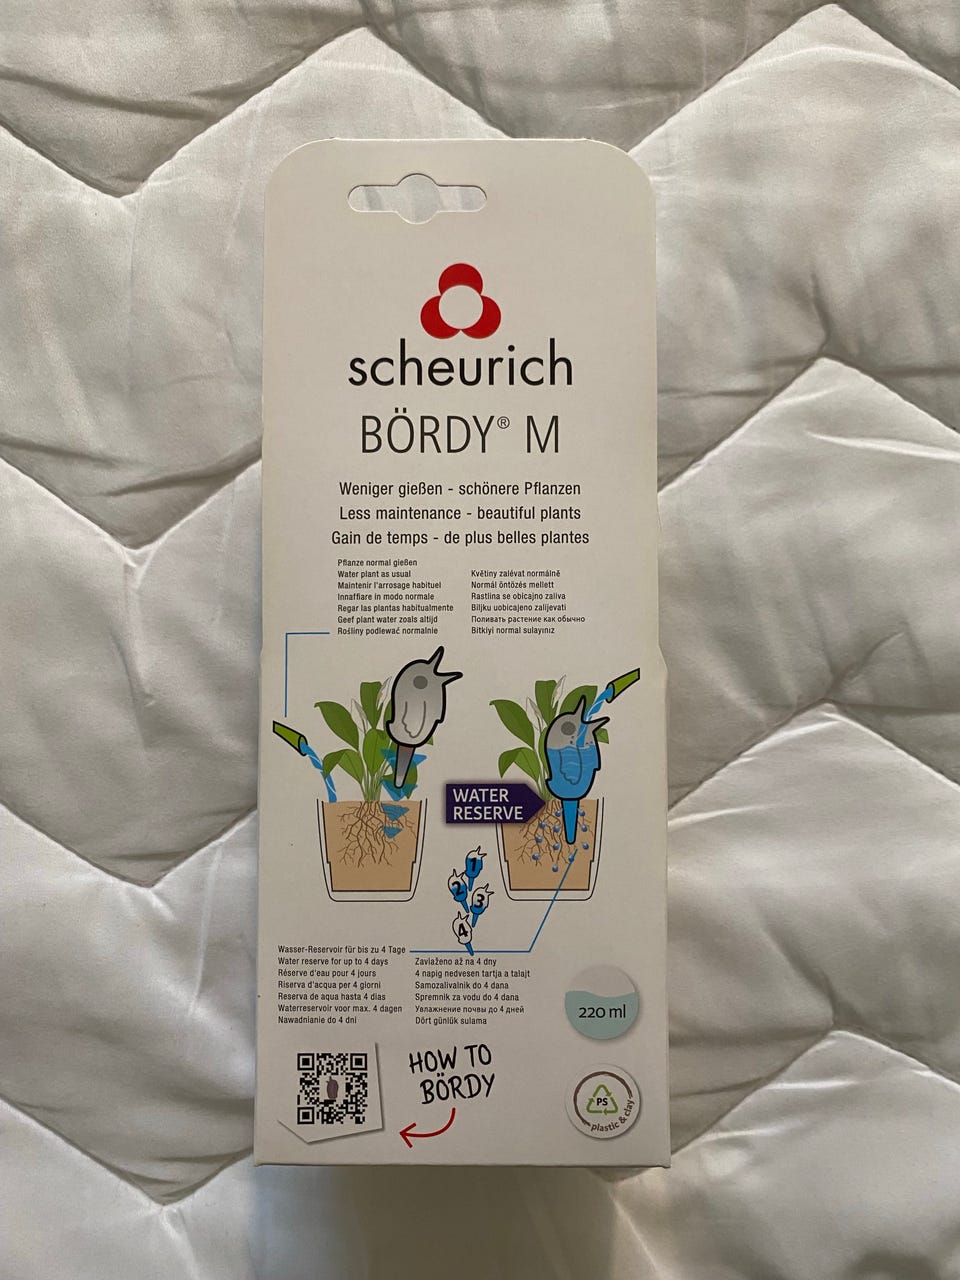 scheurich
BÖRDY® M
Weniger gießen - schönere Pflanzen
Less maintenance - beautiful plants
Gain de temps - de plus belles plantes
Pflanze normal gießen
Water plant as usual
Maintenir l'arrosage habituel
Innaffiare in modo normale
Regar las plantas habitualmente
Geef plant water zoals altijd
Rośliny podlewać normalnie
Květiny zalévat normálně
Normál öntözés mellett
Rastlina se obicajno zaliva
Biljku uobicajeno zalijevati
Поливать растение как обычно
Bitkiyi normal sulayınız
WATER
RESERVE
1
2
3
4
Wasser-Reservoir für bis zu 4 Tage
Water reserve for up to 4 days
Réserve d'eau pour 4 jours
Riserva d'acqua per 4 giorni
Reserva de aqua hasta 4 dias
Waterreservoir voor max. 4 dagen
Nawadnianie do 4 dni
Zavlaženo až na 4 dny
4 napig nedvesen tartja a talajt
Samozalivalnik do 4 dana
Spremnik za vodu do 4 dana
Увлажнение почвы до 4 дней
Dört günlük sulama
220 ml
HOW TO
BÖRDY
PS
plastic & clay